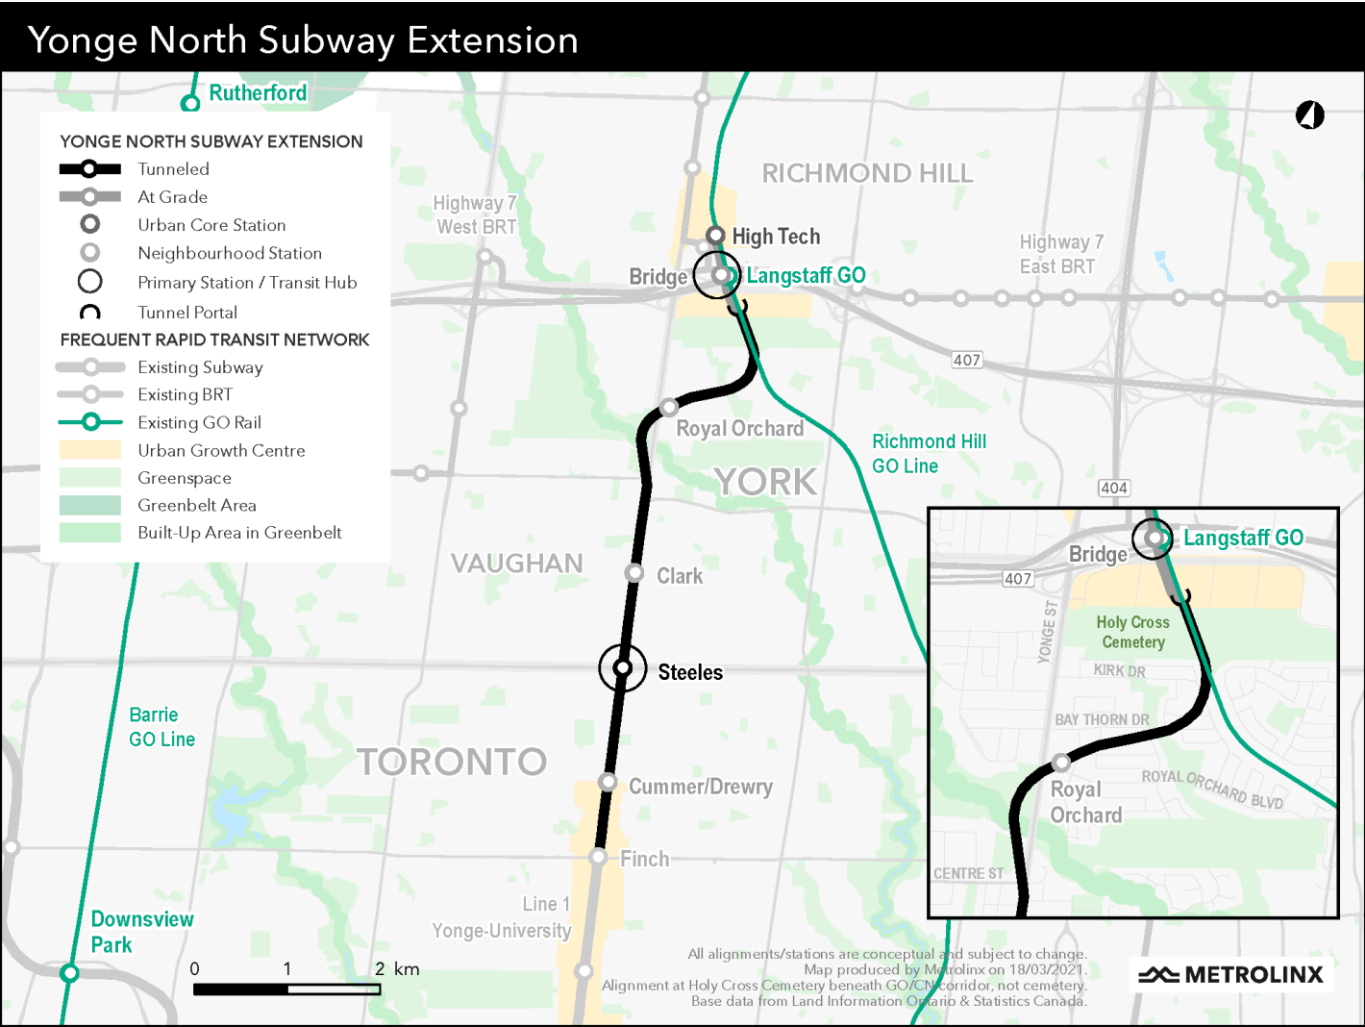 Yonge North Subway Extension
Rutherford
YONGE NORTH SUBWAY EXTENSION
Tunneled
At Grade
Urban Core Station
Neighbourhood Station
Primary Station / Transit Hub
Tunnel Portal
FREQUENT RAPID TRANSIT NETWORK
Existing Subway
Existing BRT
Existing GO Rail
Urban Growth Centre
Greenspace
Greenbelt Area
Built-Up Area in Greenbelt
RICHMOND HILL
Highway 7
West BRT
High Tech
Highway 7
East BRT
Bridge
Langstaff GO
407
Royal Orchard
Richmond Hill
GO Line
YORK
404
VAUGHAN
Clark
Steeles
Barrie
GO Line
TORONTO
Cummer/Drewry
Finch
Line 1
Yonge-University
Downsview
Park
0 1 2 km
Langstaff GO
Bridge
407
YONGE ST
Holy Cross
Cemetery
KIRK DR
BAY THORN DR
ROYAL ORCHARD BLVD
Royal
Orchard
CENTRE ST
All alignments/stations are conceptual and subject to change.
Map produced by Metrolinx on 18/03/2021.
Alignment at Holy Cross Cemetery beneath GO/CN corridor, not cemetery.
Base data from Land Information Ontario & Statistics Canada.
METROLINX